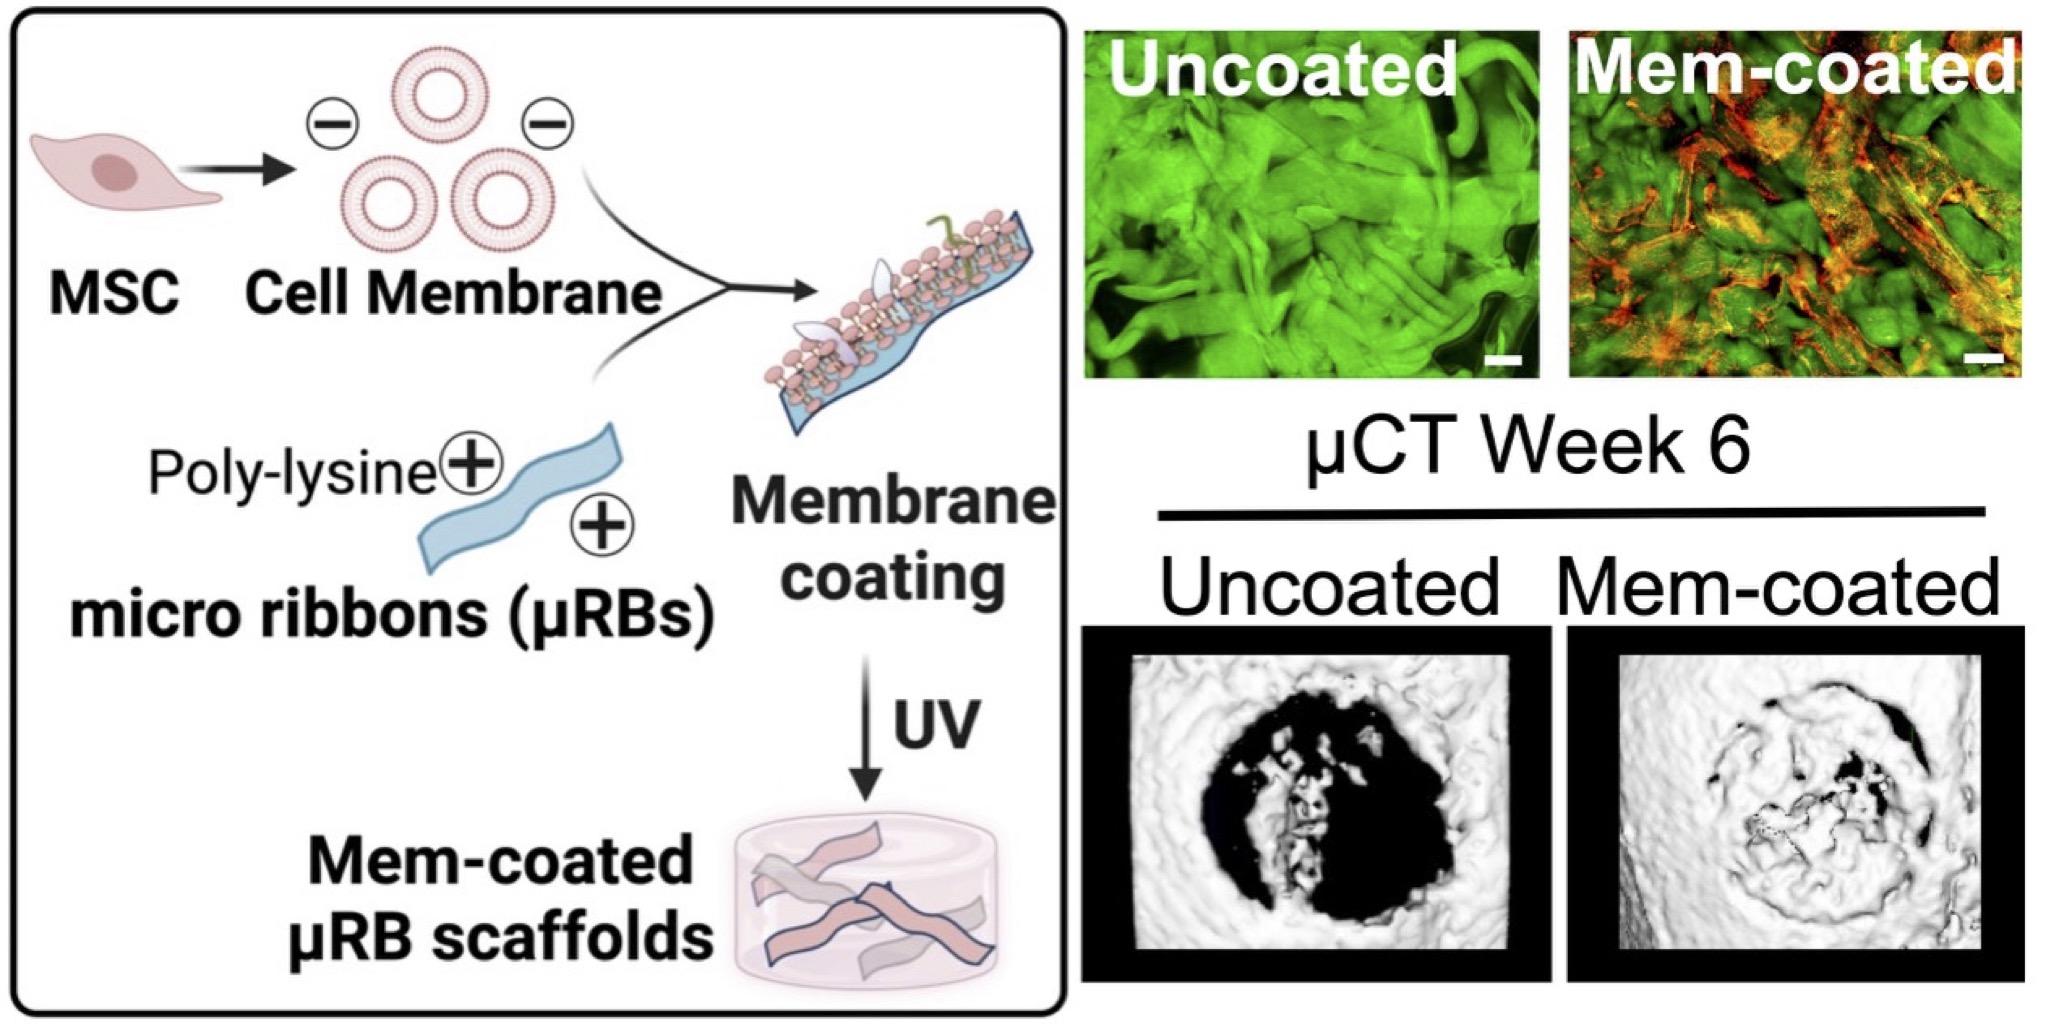 MSC
Cell Membrane
Poly-lysine
micro ribbons (μRBs)
Membrane
coating
UV
Mem-coated
μRB scaffolds
Uncoated
Mem-coated
μCT Week 6
Uncoated
Mem-coated